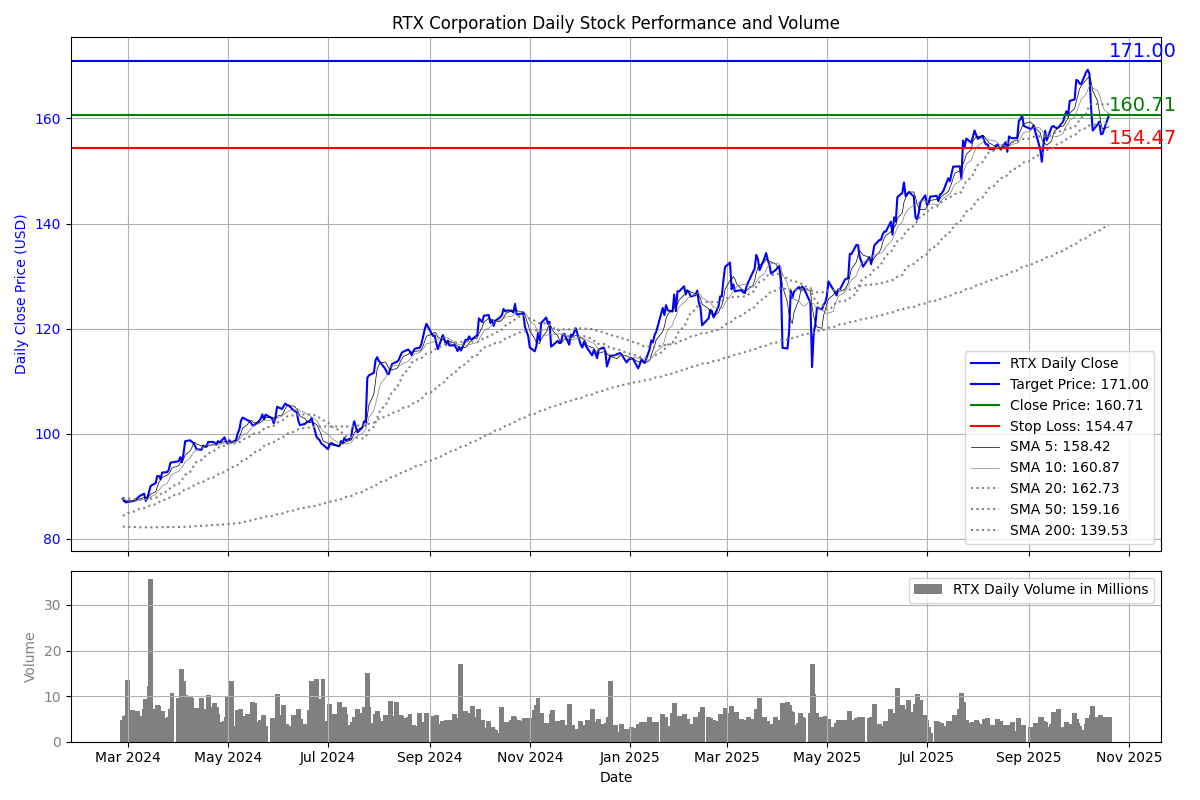 RTX Corporation Daily Stock Performance and Volume
171.00
160.71
154.47
Daily Close Price (USD)
160
140
120
100
80
RTX Daily Close
Target Price: 171.00
Close Price: 160.71
Stop Loss: 154.47
SMA 5: 158.42
SMA 10: 160.87
SMA 20: 162.73
SMA 50: 159.16
SMA 200: 139.53
RTX Daily Volume in Millions
Volume
30
20
10
0
Mar 2024
May 2024
Jul 2024
Sep 2024
Nov 2024
Jan 2025
Mar 2025
May 2025
Jul 2025
Sep 2025
Nov 2025
Date